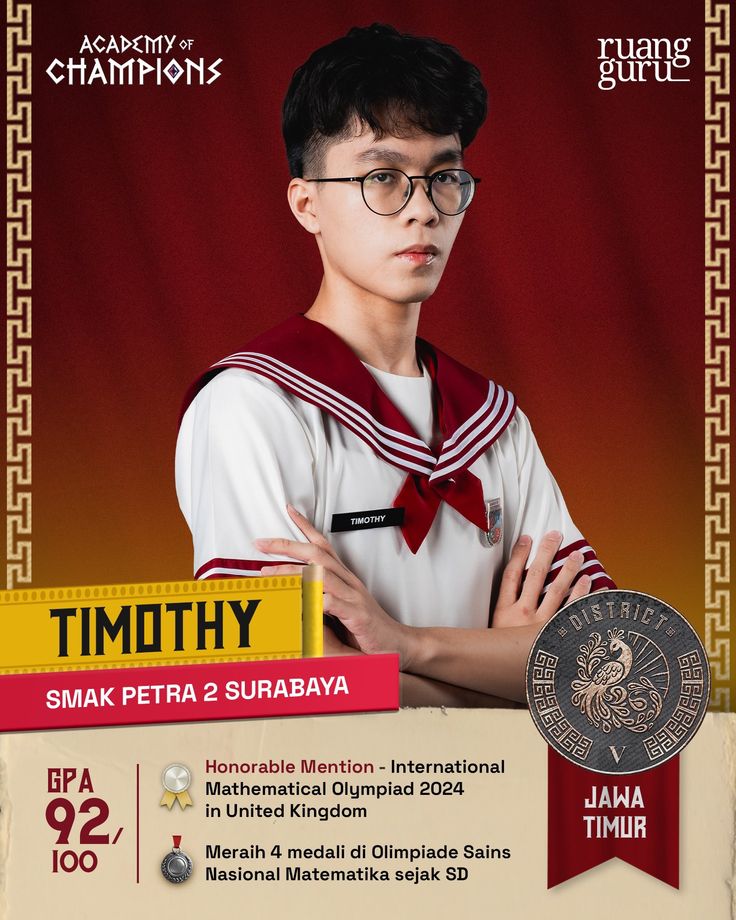 ACADEMY OF
CHAMPIONS
ruang
guru
TIMOTHY
TIMOTHY
SMAK PETRA 2 SURABAYA
DISTRICT
V
JAWA
TIMUR
GPA
92/
100
Honorable Mention - International
Mathematical Olympiad 2024
in United Kingdom
Meraih 4 medali di Olimpiade Sains
Nasional Matematika sejak SD